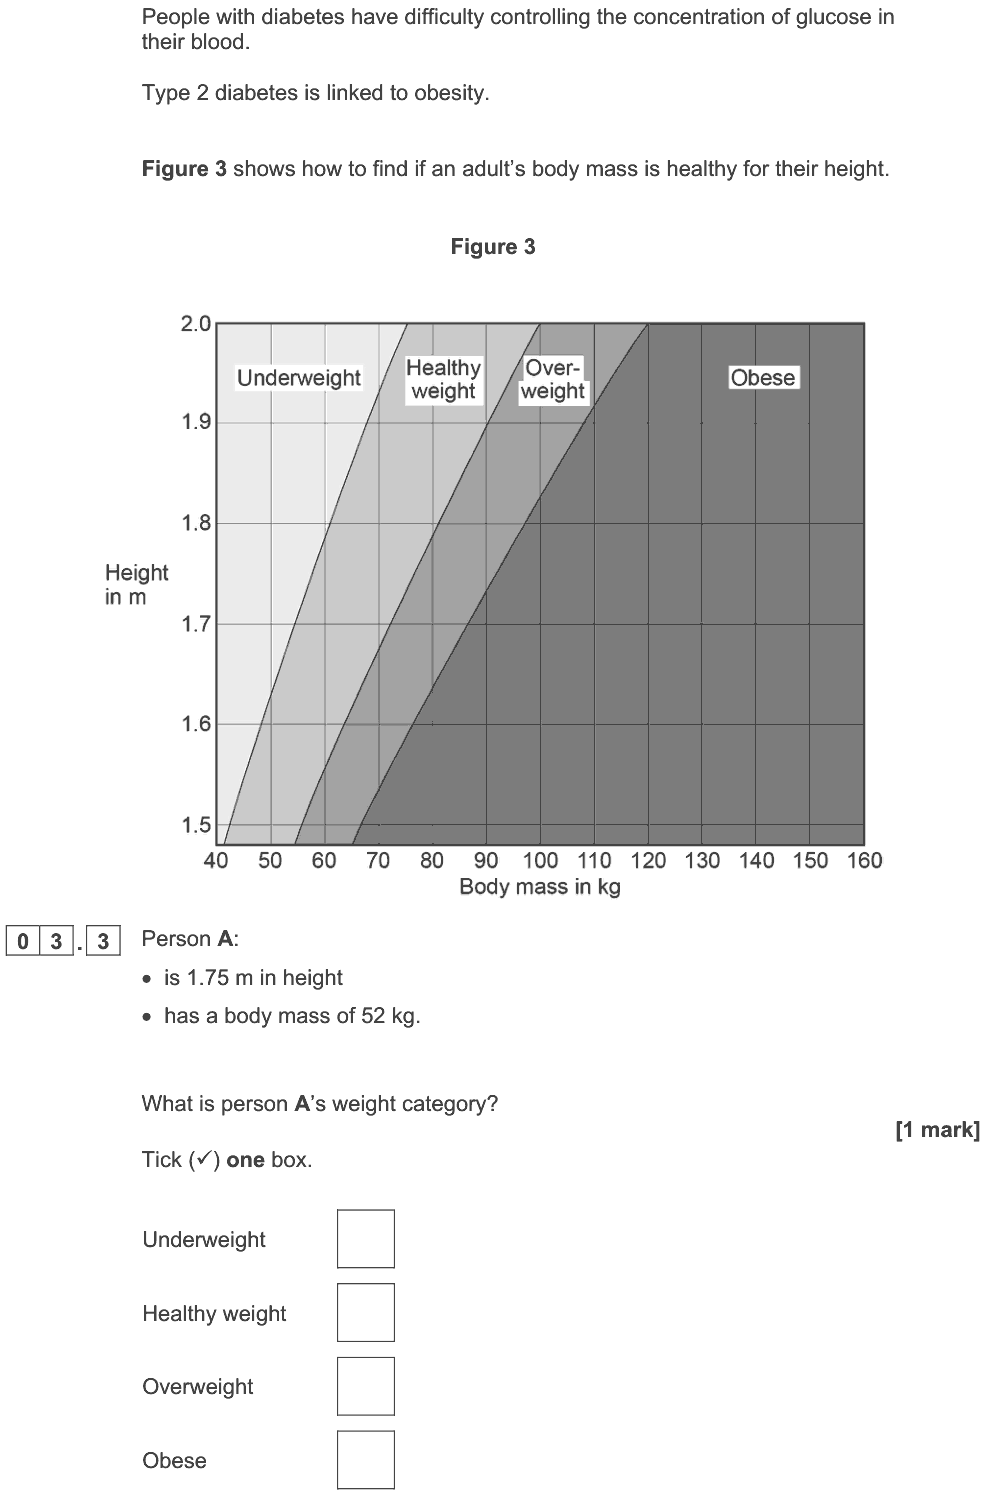 People with diabetes have difficulty controlling the concentration of glucose in
their blood.
Type 2 diabetes is linked to obesity.
Figure 3 shows how to find if an adult's body mass is healthy for their height.
Figure 3
2.0
1.9
1.8
1.7
1.6
1.5
Height
in m
Underweight
Healthy
weight
Over-
weight
Obese
40 50 60 70 80 90 100 110 120 130 140 150 160
Body mass in kg
0 3 . 3 Person A:
• is 1.75 m in height
• has a body mass of 52 kg.
What is person A's weight category?
[1 mark]
Tick (✓) one box.
Underweight
Healthy weight
Overweight
Obese